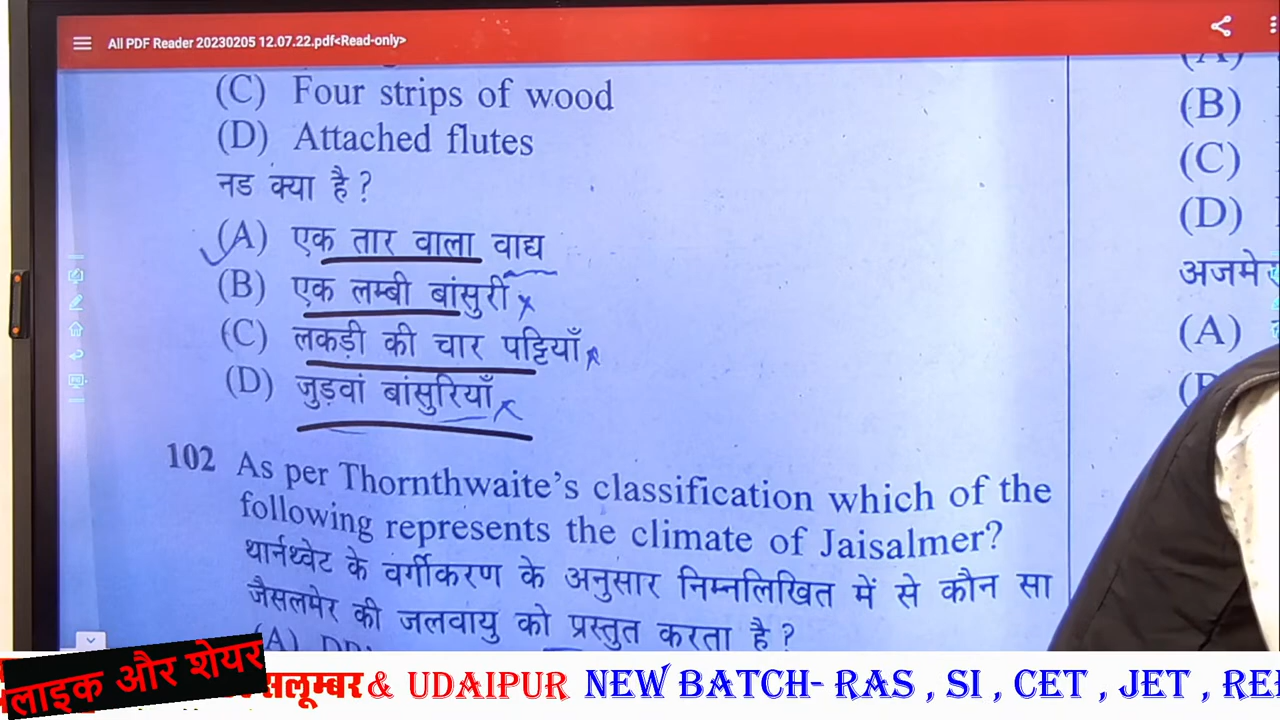 All PDF Reader 20230205 12.07.22.pdf<Read-only>
(C) Four strips of wood
(D) Attached flutes
नड क्या है ?
(A) एक तार वाला वाद्य
(B) एक लम्बी बांसुरी
(C) लकड़ी की चार पट्टियाँ
(D) जुड़वां बांसुरियाँ
102 As per Thornthwaite's classification which of the
following represents the climate of Jaisalmer?
थार्नथ्वेट के वर्गीकरण के अनुसार निम्नलिखित में से कौन सा
जैसलमेर की जलवायु को प्रस्तुत करता है ?
(A)
(A)
(B)
(C)
(D)
(A)
लाइक और शेयर
सलूम्बर & UDAIPUR NEW BATCH- RAS , SI , CET , JET ,